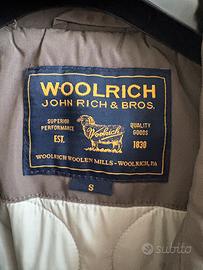 WOOLRICH
JOHN RICH & BROS.
SUPERIOR PERFORMANCE
QUALITY GOODS
EST.
Woolrich
1830
WOOLRICH WOOLEN MILLS - WOOLRICH, PA
S
subito